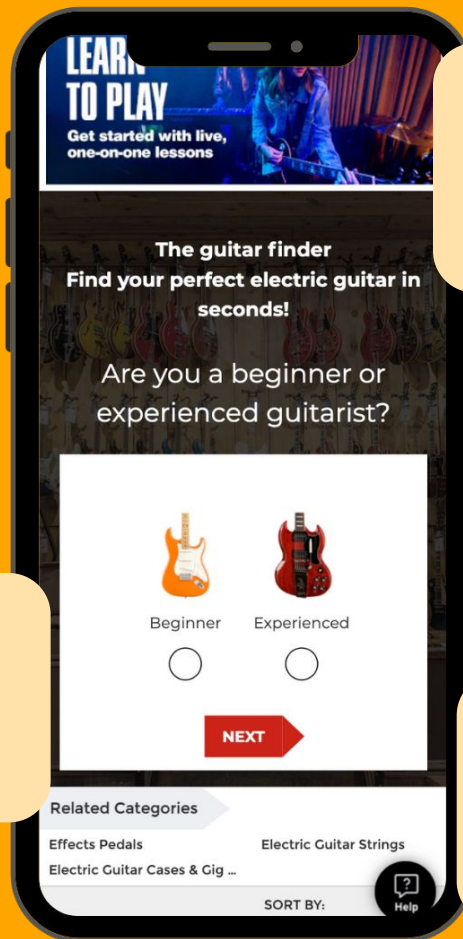 LEARN
TO PLAY
Get started with live,
one-on-one lessons
The guitar finder
Find your perfect electric guitar in
seconds!
Are you a beginner or
experienced guitarist?
Beginner
Experienced
NEXT
Related Categories
Effects Pedals
Electric Guitar Strings
Electric Guitar Cases & Gig ...
SORT BY:
?
Help